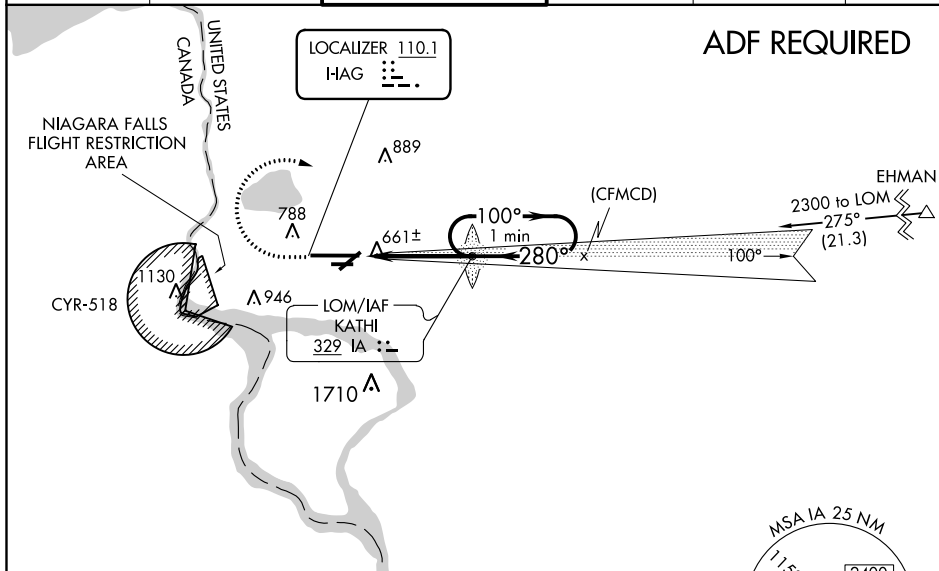 ADF REQUIRED
UNITED STATES
CANADA
LOCALIZER 110.1
I-IAG
NIAGARA FALLS
FLIGHT RESTRICTION
AREA
889
EHMAN
(CFMCD)
2300 to LOM
275°
(21.3)
788
100°
1 min
661±
280°
x
100°
1130
CYR-518
946
LOM/IAF
KATHI
329 IA
1710
MSA IA 25 NM